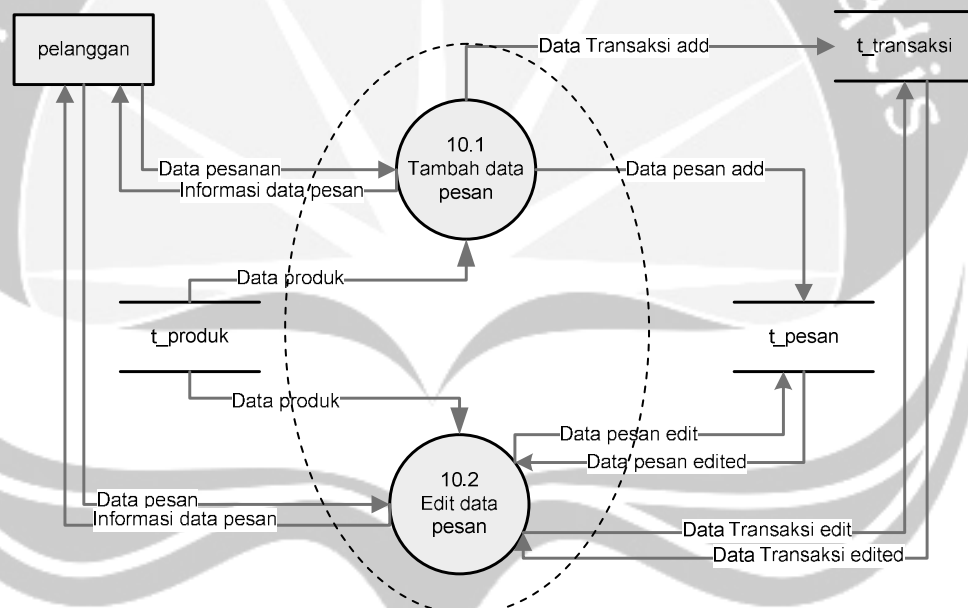 pelanggan
Data Transaksi add
t_transaksi
10.1
Tambah data
pesan
Data pesanan
Informasi data pesan
Data pesan add
Data produk
t_produk
t_pesan
Data produk
Data pesan edit
Data pesan edited
10.2
Edit data
pesan
Data pesan
Informasi data pesan
Data Transaksi edit
Data Transaksi edited